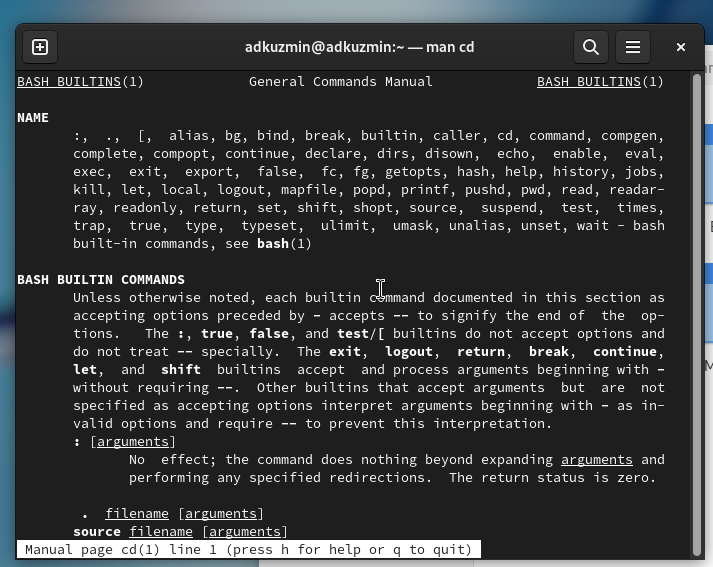 adkuzmin@adkuzmin:~ — man cd
BASH_BUILTINS(1) General Commands Manual BASH_BUILTINS(1)
NAME
:, ., [, alias, bg, bind, break, builtin, caller, cd, command, compgen,
complete, compopt, continue, declare, dirs, disown, echo, enable, eval,
exec, exit, export, false, fc, fg, getopts, hash, help, history, jobs,
kill, let, local, logout, mapfile, popd, printf, pushd, pwd, read, readar-
ray, readonly, return, set, shift, shopt, source, suspend, test, times,
trap, true, type, typeset, ulimit, umask, unalias, unset, wait - bash
built-in commands, see bash(1)
BASH BUILTIN COMMANDS
Unless otherwise noted, each builtin command documented in this section as
accepting options preceded by - accepts -- to signify the end of the op-
tions. The :, true, false, and test/[ builtins do not accept options and
do not treat -- specially. The exit, logout, return, break, continue,
let, and shift builtins accept and process arguments beginning with -
without requiring --. Other builtins that accept arguments but are not
specified as accepting options interpret arguments beginning with - as in-
valid options and require -- to prevent this interpretation.
: [arguments]
No effect; the command does nothing beyond expanding arguments and
performing any specified redirections. The return status is zero.
. filename [arguments]
source filename [arguments]
Manual page cd(1) line 1 (press h for help or q to quit)